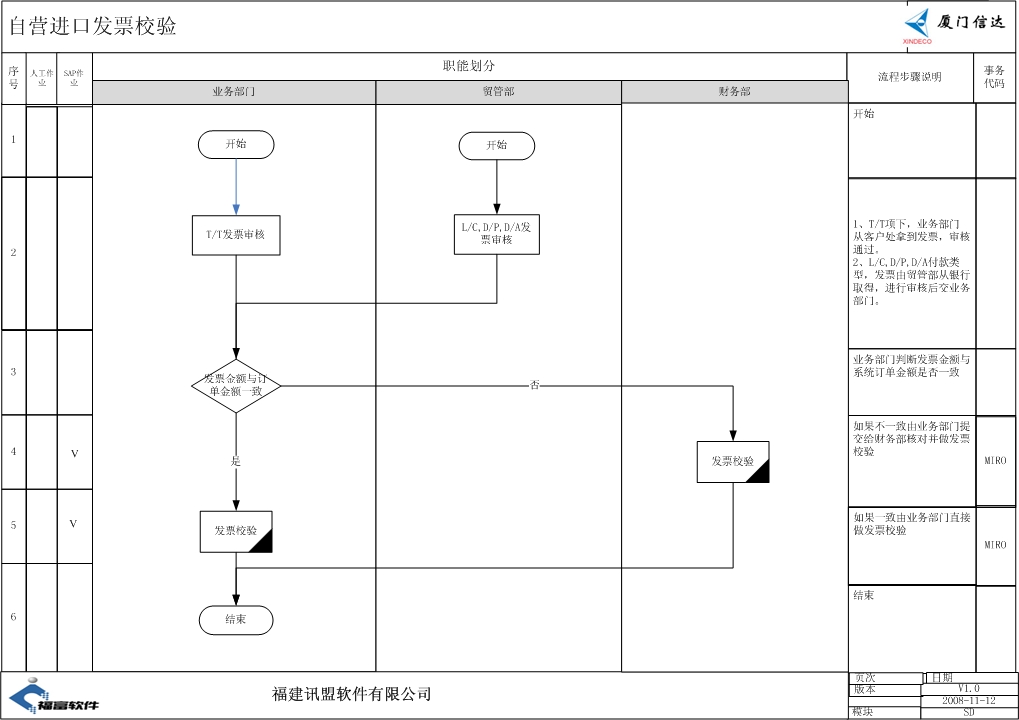 自营进口发票校验
厦门信达
XINDECO
序
号
人工作
业
SAP作
业
职能划分
流程步骤说明
事务
代码
业务部门
贸管部
财务部
1
开始
开始
开始
2
T/T发票审核
L/C,D/P,D/A发
票审核
1、T/T项下，业务部门
从客户处拿到发票，审核
通过。
2、L/C,D/P,D/A付款类
型，发票由贸管部从银行
取得，进行审核后交业务
部门。
3
发票金额与订
单金额一致
否
业务部门判断发票金额与
系统订单金额是否一致
4
V
是
发票校验
如果不一致由业务部门提
交给财务部核对并做发票
校验
MIRO
5
V
发票校验
如果一致由业务部门直接
做发票校验
MIRO
6
结束
结束
福富软件
福建讯盟软件有限公司
页次
日期
版本
V1.0
2008-11-12
模块
SD